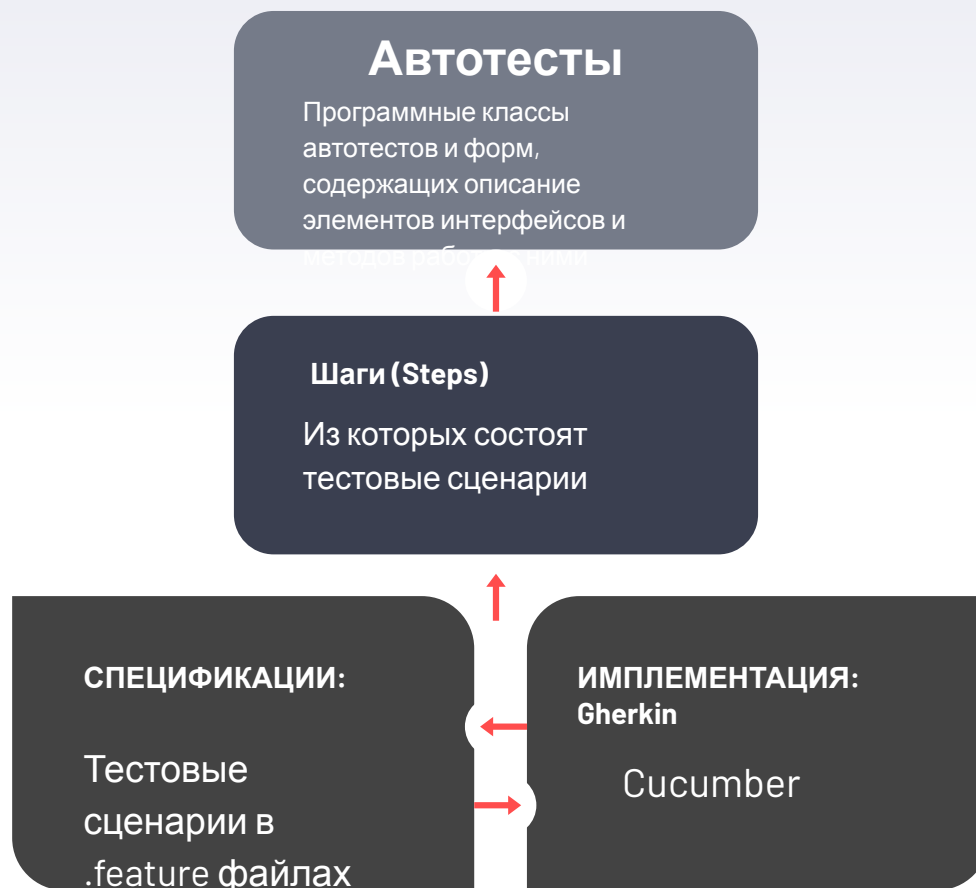 Автотесты
Программные классы
автотестов и форм,
содержащих описание
элементов интерфейсов и
методов ними
Шаги (Steps)
Из которых состоят
тестовые сценарии
СПЕЦИФИКАЦИИ:
Тестовые
сценарии в
.feature файлах
ИМПЛЕМЕНТАЦИЯ:
Gherkin
Cucumber